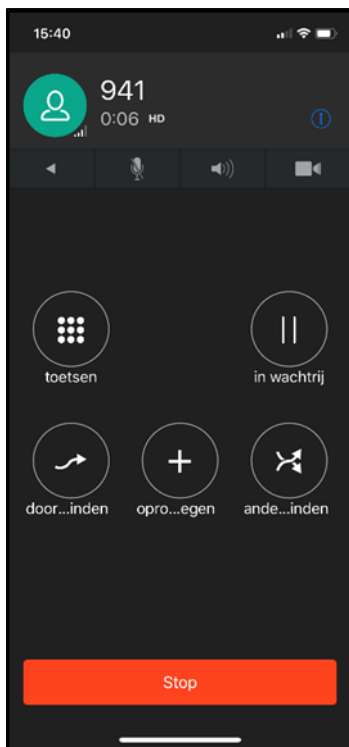 15:40
941
0:06 HD
toetsen
in wachtrij
door...inden
opro...egen
ande...inden
Stop